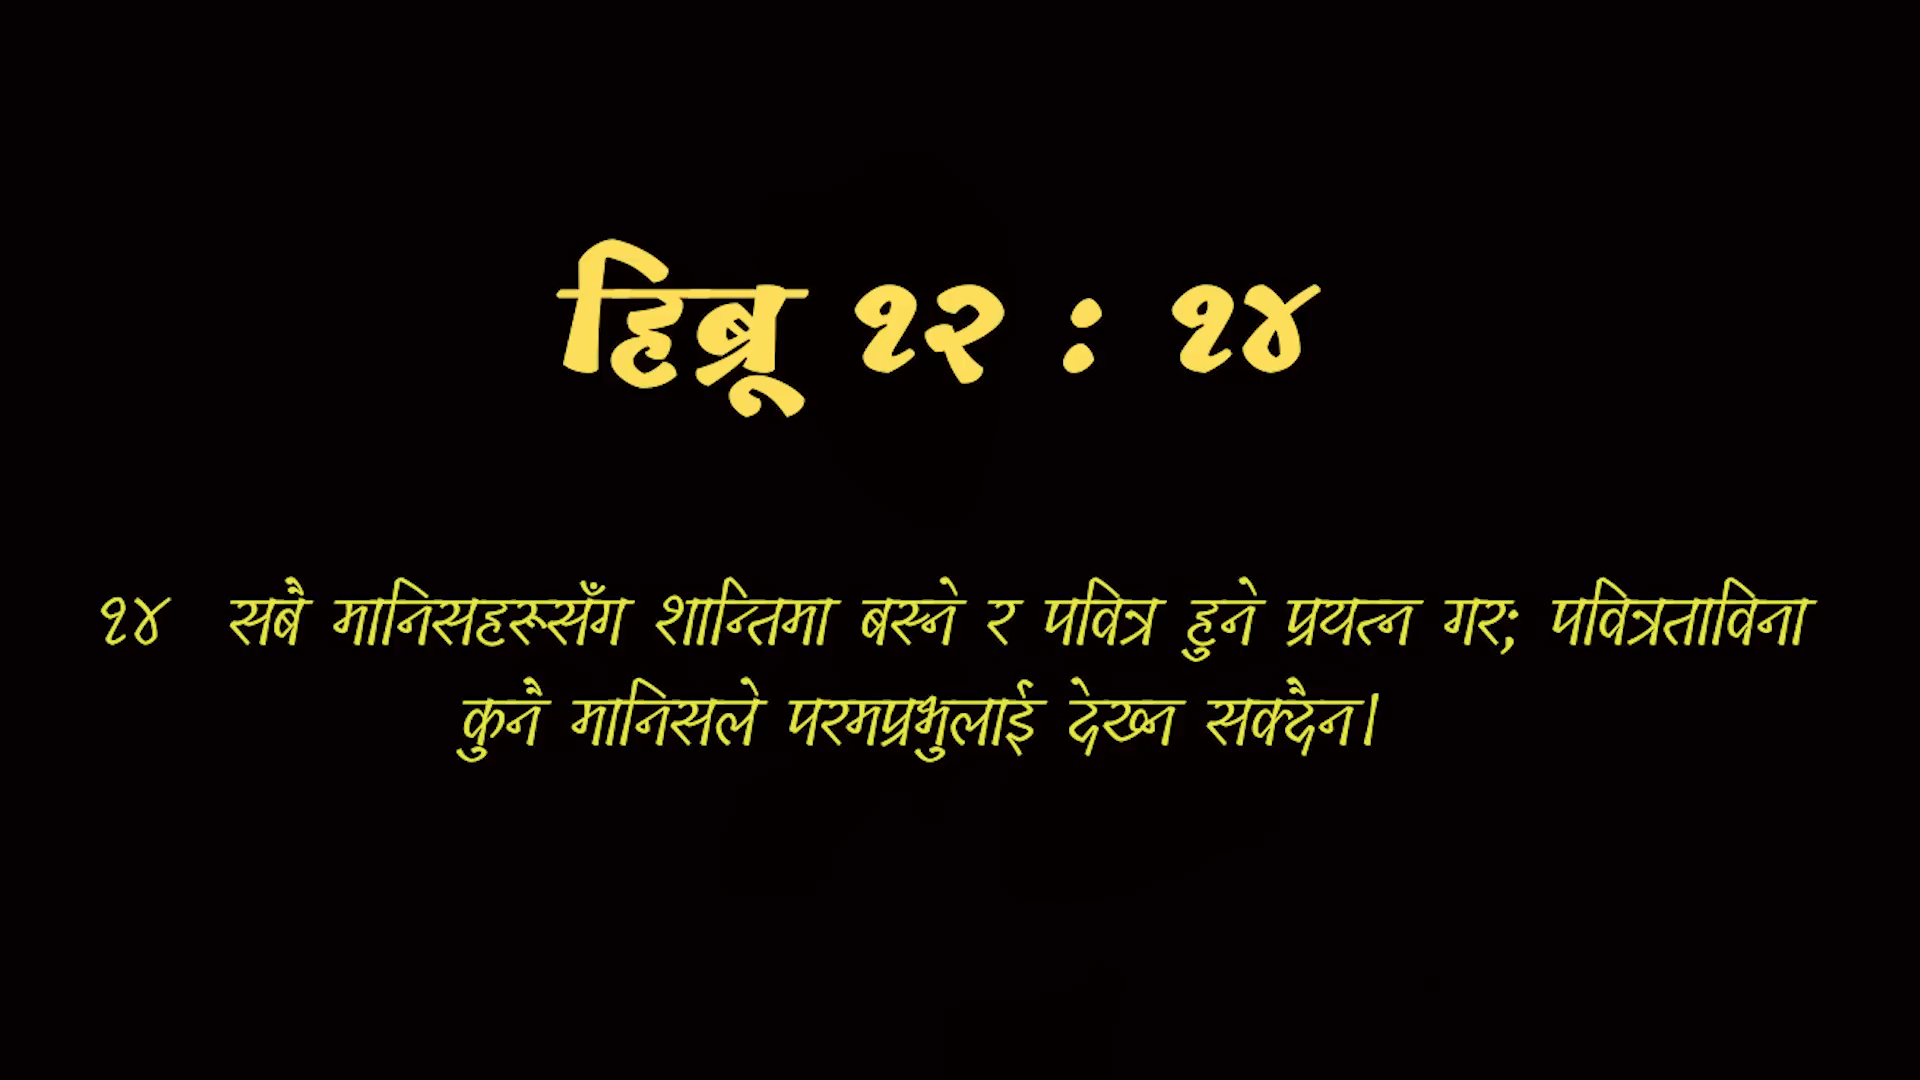 हिब्रू १२ : १४
१४ सबै मानिसहरूसँग शान्तिमा बस्ने र पवित्र हुने प्रयत्न गर; पवित्रताविना
कुनै मानिसले परमप्रभुलाई देख्न सक्दैन।